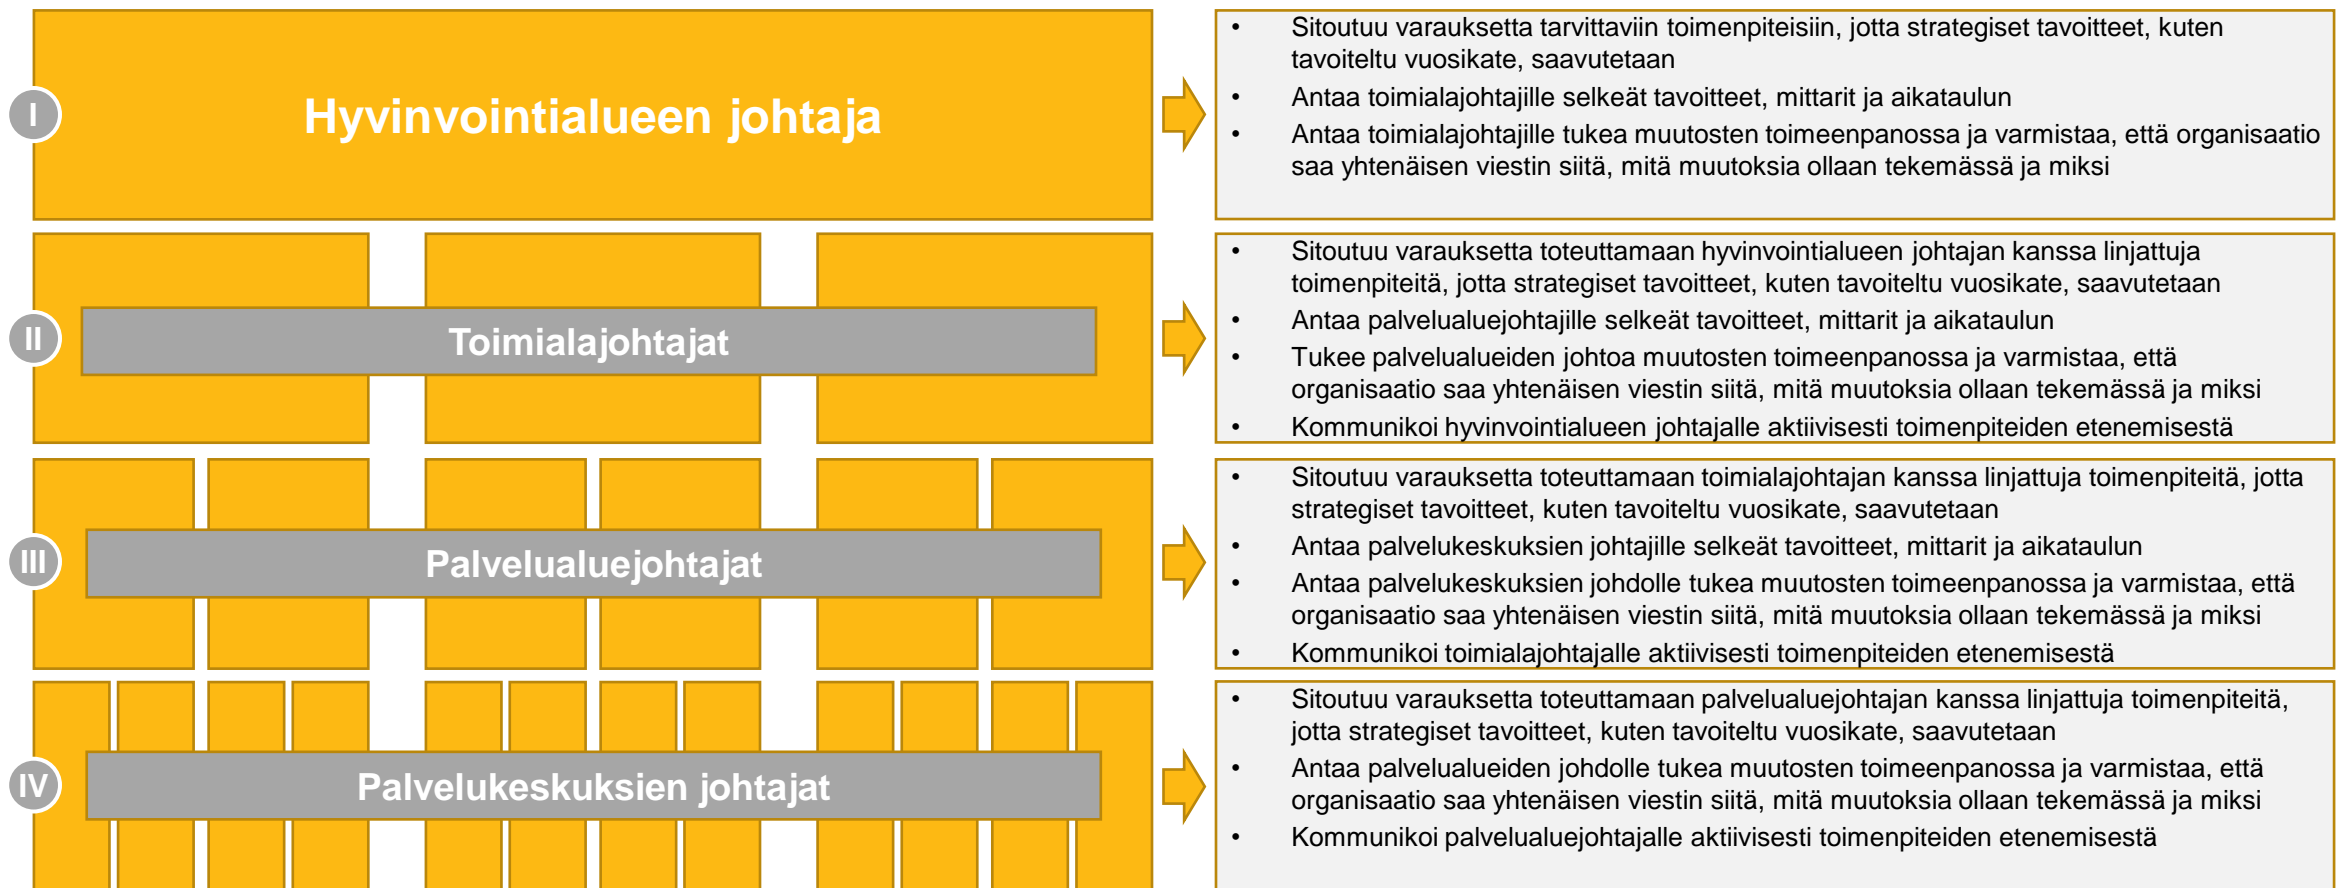 I
Hyvinvointialueen johtaja
• Sitoutuu varauksetta tarvittaviin toimenpiteisiin, jotta strategiset tavoitteet, kuten
tavoiteltu vuosikate, saavutetaan
• Antaa toimialajohtajille selkeät tavoitteet, mittarit ja aikataulun
• Antaa toimialajohtajille tukea muutosten toimeenpanossa ja varmistaa, että organisaatio
saa yhtenäisen viestin siitä, mitä muutoksia ollaan tekemässä ja miksi
II
Toimialajohtajat
• Sitoutuu varauksetta toteuttamaan hyvinvointialueen johtajan kanssa linjattuja
toimenpiteitä, jotta strategiset tavoitteet, kuten tavoiteltu vuosikate, saavutetaan
• Antaa palvelualuejohtajille selkeät tavoitteet, mittarit ja aikataulun
• Tukee palvelualueiden johtoa muutosten toimeenpanossa ja varmistaa, että
organisaatio saa yhtenäisen viestin siitä, mitä muutoksia ollaan tekemässä ja miksi
• Kommunikoi hyvinvointialueen johtajalle aktiivisesti toimenpiteiden etenemisestä
III
Palvelualuejohtajat
• Sitoutuu varauksetta toteuttamaan toimialajohtajan kanssa linjattuja toimenpiteitä, jotta
strategiset tavoitteet, kuten tavoiteltu vuosikate, saavutetaan
• Antaa palvelukeskuksien johtajille selkeät tavoitteet, mittarit ja aikataulun
• Antaa palvelukeskuksien johdolle tukea muutosten toimeenpanossa ja varmistaa, että
organisaatio saa yhtenäisen viestin siitä, mitä muutoksia ollaan tekemässä ja miksi
• Kommunikoi toimialajohtajalle aktiivisesti toimenpiteiden etenemisestä
IV
Palvelukeskuksien johtajat
• Sitoutuu varauksetta toteuttamaan palvelualuejohtajan kanssa linjattuja toimenpiteitä,
jotta strategiset tavoitteet, kuten tavoiteltu vuosikate, saavutetaan
• Antaa palvelualueiden johdolle tukea muutosten toimeenpanossa ja varmistaa, että
organisaatio saa yhtenäisen viestin siitä, mitä muutoksia ollaan tekemässä ja miksi
• Kommunikoi palvelualuejohtajalle aktiivisesti toimenpiteiden etenemisestä